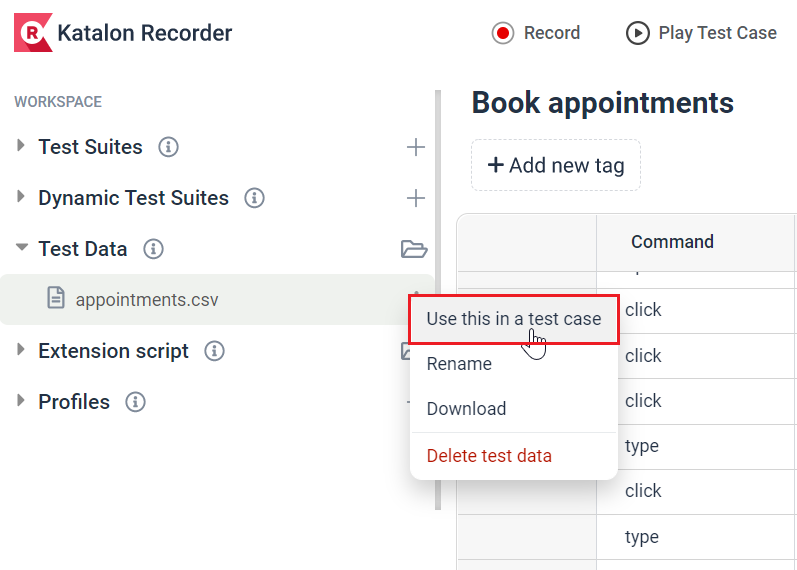 R Katalon Recorder
Record
Play Test Case
WORKSPACE
Test Suites
Dynamic Test Suites
Test Data
appointments.csv
Extension script
Profiles
Use this in a test case
Rename
Download
Delete test data
Book appointments
+ Add new tag
Command
click
click
click
type
click
type